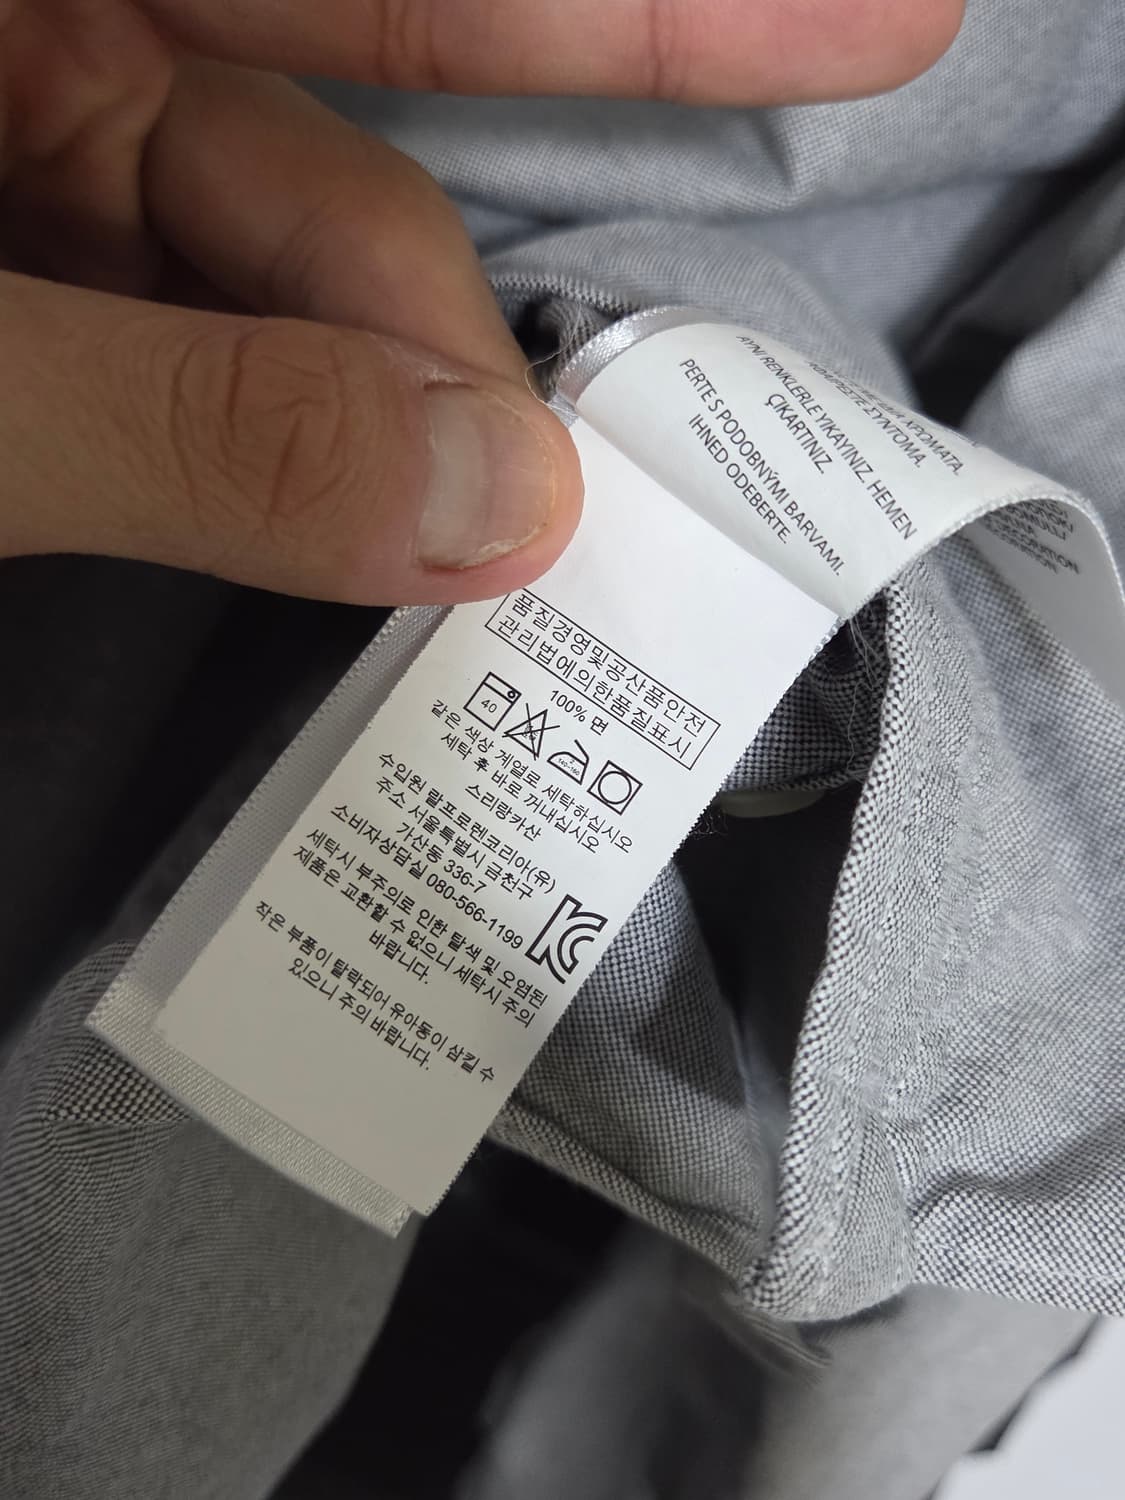 ΧΡΩΜΑΤΑ.
ΣΥΝΤΟΜΑ.
AYNI RENKLERLE YIKAYINIZ. HEMEN
ÇIKARTINIZ.
PERTE S PODOBNÝMI BARVAMI.
IHNED ODEBERTE.
DECORATION
품질경영및공산품안전
관리법에의한품질표시
100% 면
40
140-160
같은 색상 계열로 세탁하십시오
세탁 후 바로 꺼내십시오
스리랑카산
수입원 랄프로렌코리아(유)
주소 서울특별시 금천구
가산동 336-7
소비자상담실 080-566-1199
KC
세탁시 부주의로 인한 탈색 및 오염된
제품은 교환할 수 없으니 세탁시 주의
바랍니다.
작은 부품이 탈락되어 유아동이 삼킬 수
있으니 주의 바랍니다.